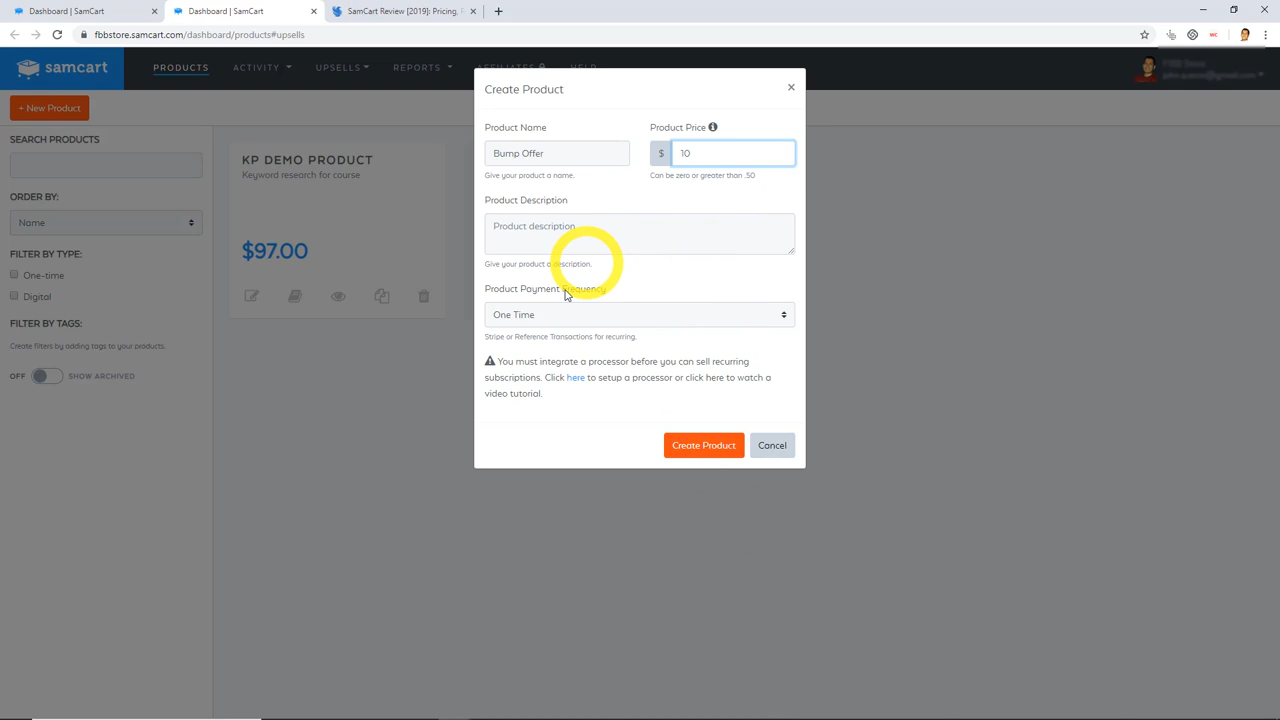 Dashboard | SamCart
Dashboard | SamCart
SamCart Review [2019]: Pricing, F
fbbstore.samcart.com/dashboard/products#upsells
WC
samcart
PRODUCTS
ACTIVITY
UPSELLS
REPORTS
AFFILIATES
HELP
+ New Product
SEARCH PRODUCTS
ORDER BY:
Name
FILTER BY TYPE:
One-time
Digital
FILTER BY TAGS:
Create filters by adding tags to your products.
OFF
SHOW ARCHIVED
KP DEMO PRODUCT
Keyword research for course
$97.00
Create Product
Product Name
Product Price
Bump Offer
$
10
Give your product a name.
Can be zero or greater than .50
Product Description
Product description
Give your product a description.
Product Payment Frequency
One Time
Stripe or Reference Transactions for recurring.
You must integrate a processor before you can sell recurring
subscriptions. Click here to setup a processor or click here to watch a
video tutorial.
Create Product
Cancel